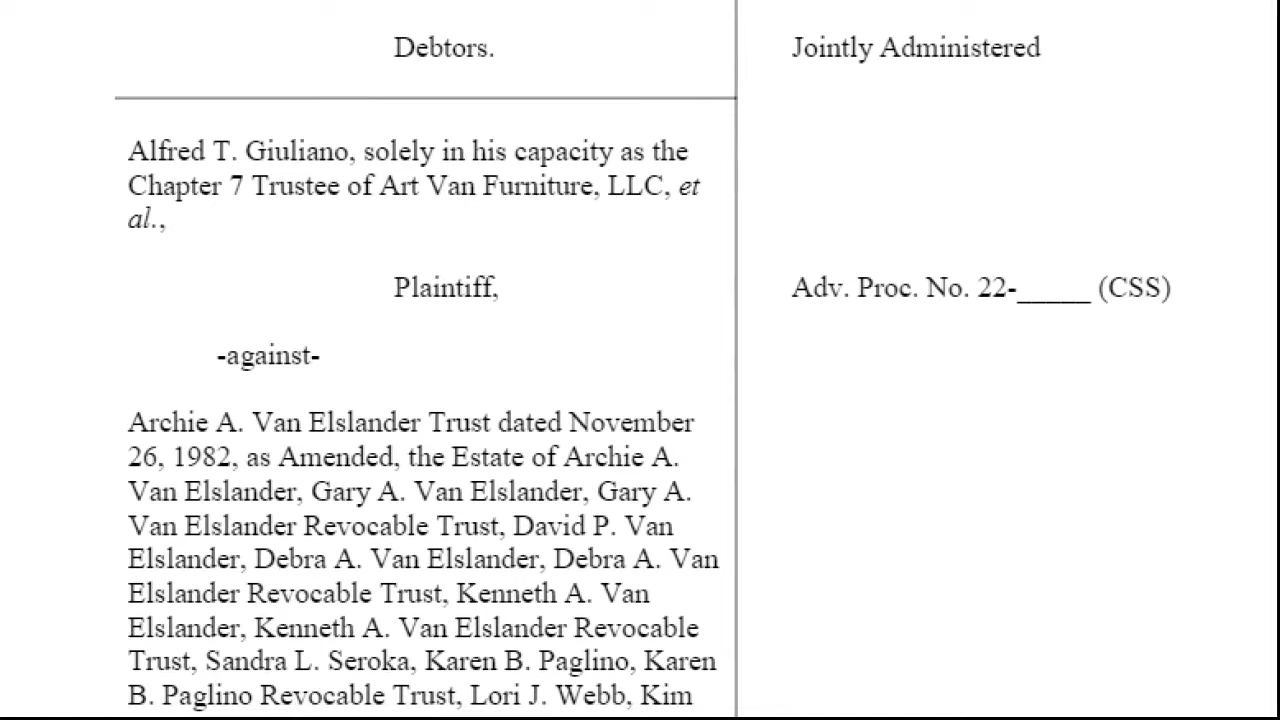 Debtors.
Jointly Administered
Alfred T. Giuliano, solely in his capacity as the
Chapter 7 Trustee of Art Van Furniture, LLC, et
al.,
Plaintiff,
Adv. Proc. No. 22-_____ (CSS)
-against-
Archie A. Van Elslander Trust dated November
26, 1982, as Amended, the Estate of Archie A.
Van Elslander, Gary A. Van Elslander, Gary A.
Van Elslander Revocable Trust, David P. Van
Elslander, Debra A. Van Elslander, Debra A. Van
Elslander Revocable Trust, Kenneth A. Van
Elslander, Kenneth A. Van Elslander Revocable
Trust, Sandra L. Seroka, Karen B. Paglino, Karen
B. Paglino Revocable Trust, Lori J. Webb, Kim